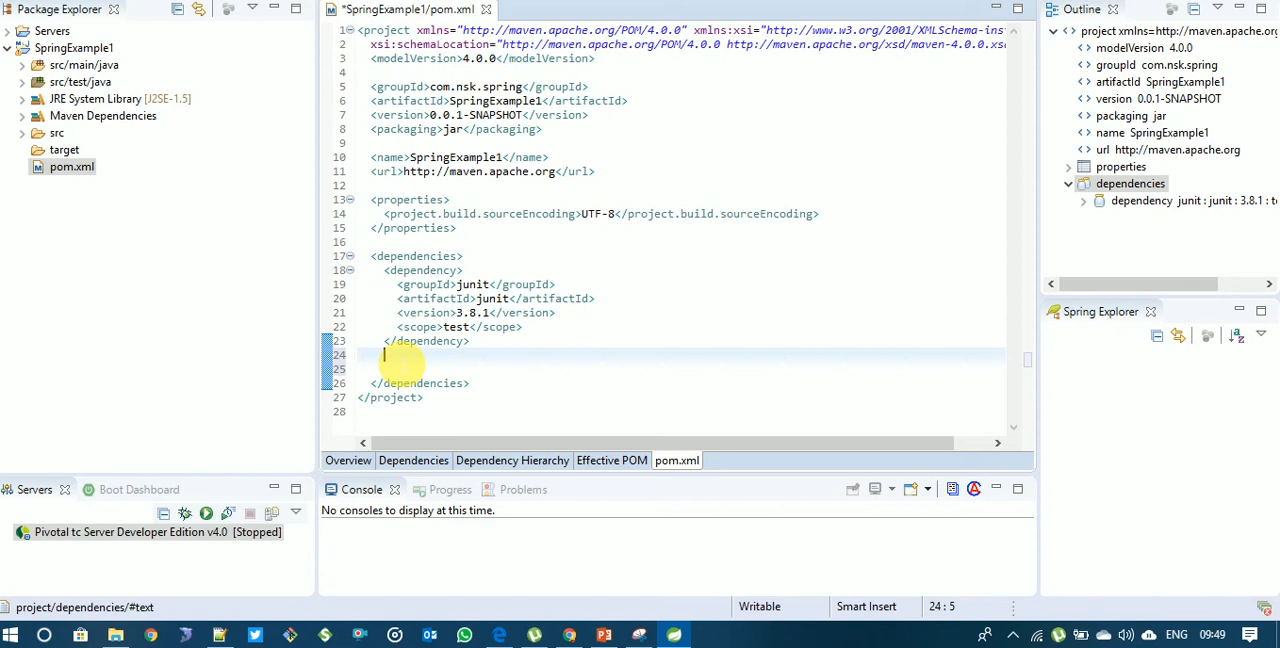 Package Explorer
*SpringExample1/pom.xml
Outline
Servers
SpringExample1
src/main/java
src/test/java
JRE System Library [J2SE-1.5]
Maven Dependencies
src
target
pom.xml
1 <project xmlns="http://maven.apache.org/POM/4.0.0" xmlns:xsi="http://www.w3.org/2001/XMLSchema-ins
2 xsi:schemaLocation="http://maven.apache.org/POM/4.0.0 http://maven.apache.org/xsd/maven-4.0.0.xsd
3 <modelVersion>4.0.0</modelVersion>
4
5 <groupId>com.nsk.spring</groupId>
6 <artifactId>SpringExample1</artifactId>
7 <version>0.0.1-SNAPSHOT</version>
8 <packaging>jar</packaging>
9
10 <name>SpringExample1</name>
11 <url>http://maven.apache.org</url>
12
13 <properties>
14 <project.build.sourceEncoding>UTF-8</project.build.sourceEncoding>
15 </properties>
16
17 <dependencies>
18 <dependency>
19 <groupId>junit</groupId>
20 <artifactId>junit</artifactId>
21 <version>3.8.1</version>
22 <scope>test</scope>
23 </dependency>
24
25
26 </dependencies>
27 </project>
28
Overview
Dependencies
Dependency Hierarchy
Effective POM
pom.xml
project xmlns=http://maven.apache.org
modelVersion 4.0.0
groupId com.nsk.spring
artifactId SpringExample1
version 0.0.1-SNAPSHOT
packaging jar
name SpringExample1
url http://maven.apache.org
properties
dependencies
dependency junit : junit : 3.8.1 : te
Spring Explorer
Servers
Boot Dashboard
Pivotal tc Server Developer Edition v4.0 [Stopped]
Console
Progress
Problems
No consoles to display at this time.
project/dependencies/#text
Writable
Smart Insert
24 : 5
ENG
09:49